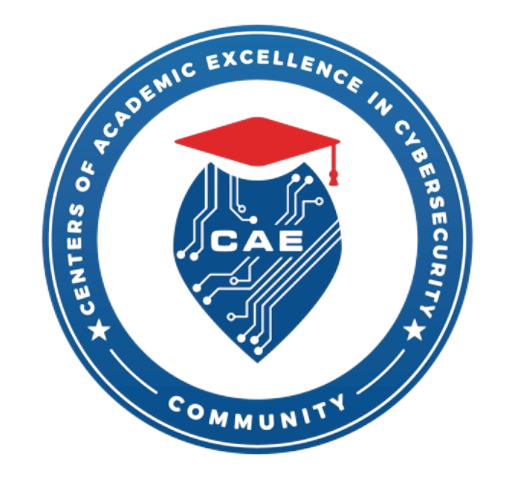 CENTERS OF ACADEMIC EXCELLENCE IN CYBERSECURITY
CAE
COMMUNITY